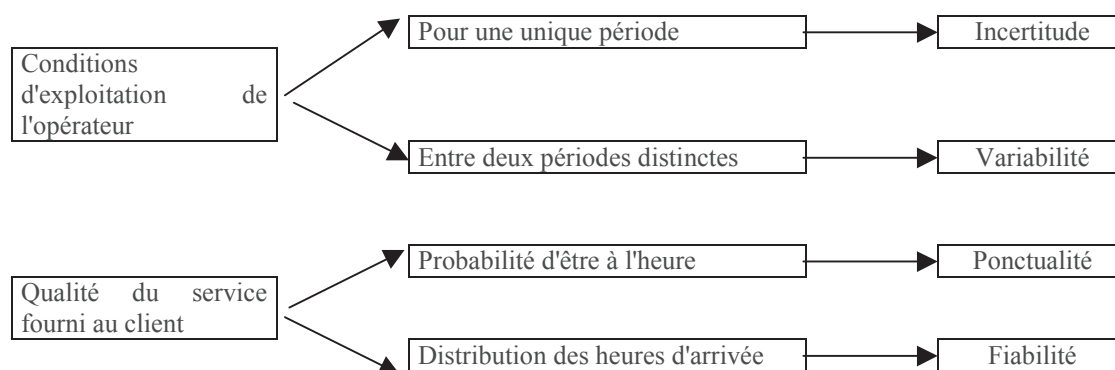 Pour une unique période
Incertitude
Conditions
d'exploitation de
l'opérateur
Entre deux périodes distinctes
Variabilité
Probabilité d'être à l'heure
Ponctualité
Qualité du service
fourni au client
Distribution des heures d'arrivée
Fiabilité